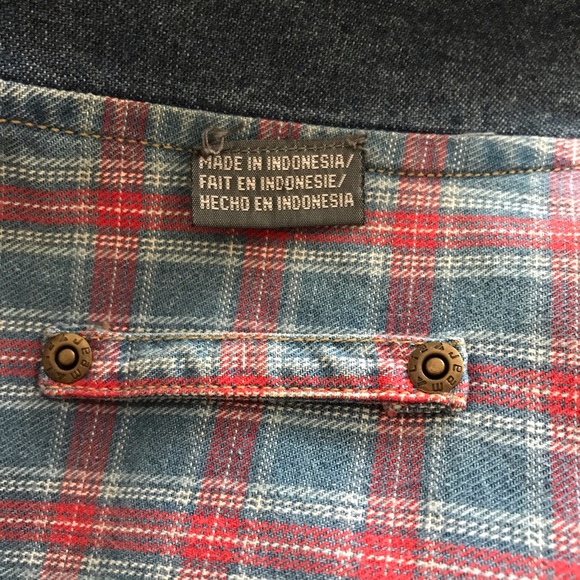 MADE IN INDONESIA/
FAIT EN INDONESIE/
HECHO EN INDONESIA